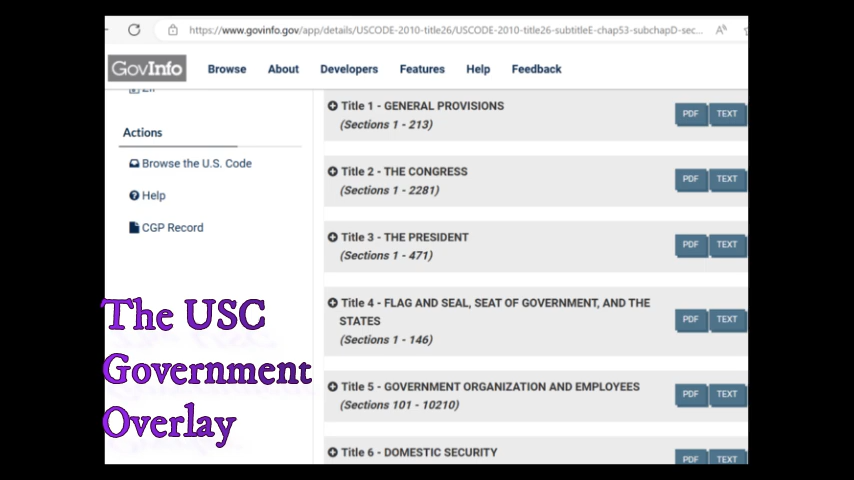 https://www.govinfo.gov/app/details/USCODE-2010-title26/USCODE-2010-title26-subtitleE-chap53-subchapD-sec...
GovInfo Browse About Developers Features Help Feedback
Title 1 - GENERAL PROVISIONS
(Sections 1 - 213)
PDF TEXT
Actions
Browse the U.S. Code
Help
CGP Record
Title 2 - THE CONGRESS
(Sections 1 - 2281)
PDF TEXT
Title 3 - THE PRESIDENT
(Sections 1 - 471)
PDF TEXT
Title 4 - FLAG AND SEAL, SEAT OF GOVERNMENT, AND THE
STATES
(Sections 1 - 146)
PDF TEXT
Title 5 - GOVERNMENT ORGANIZATION AND EMPLOYEES
(Sections 101 - 10210)
PDF TEXT
Title 6 - DOMESTIC SECURITY
PDF TEXT
The USC
Government
Overlay